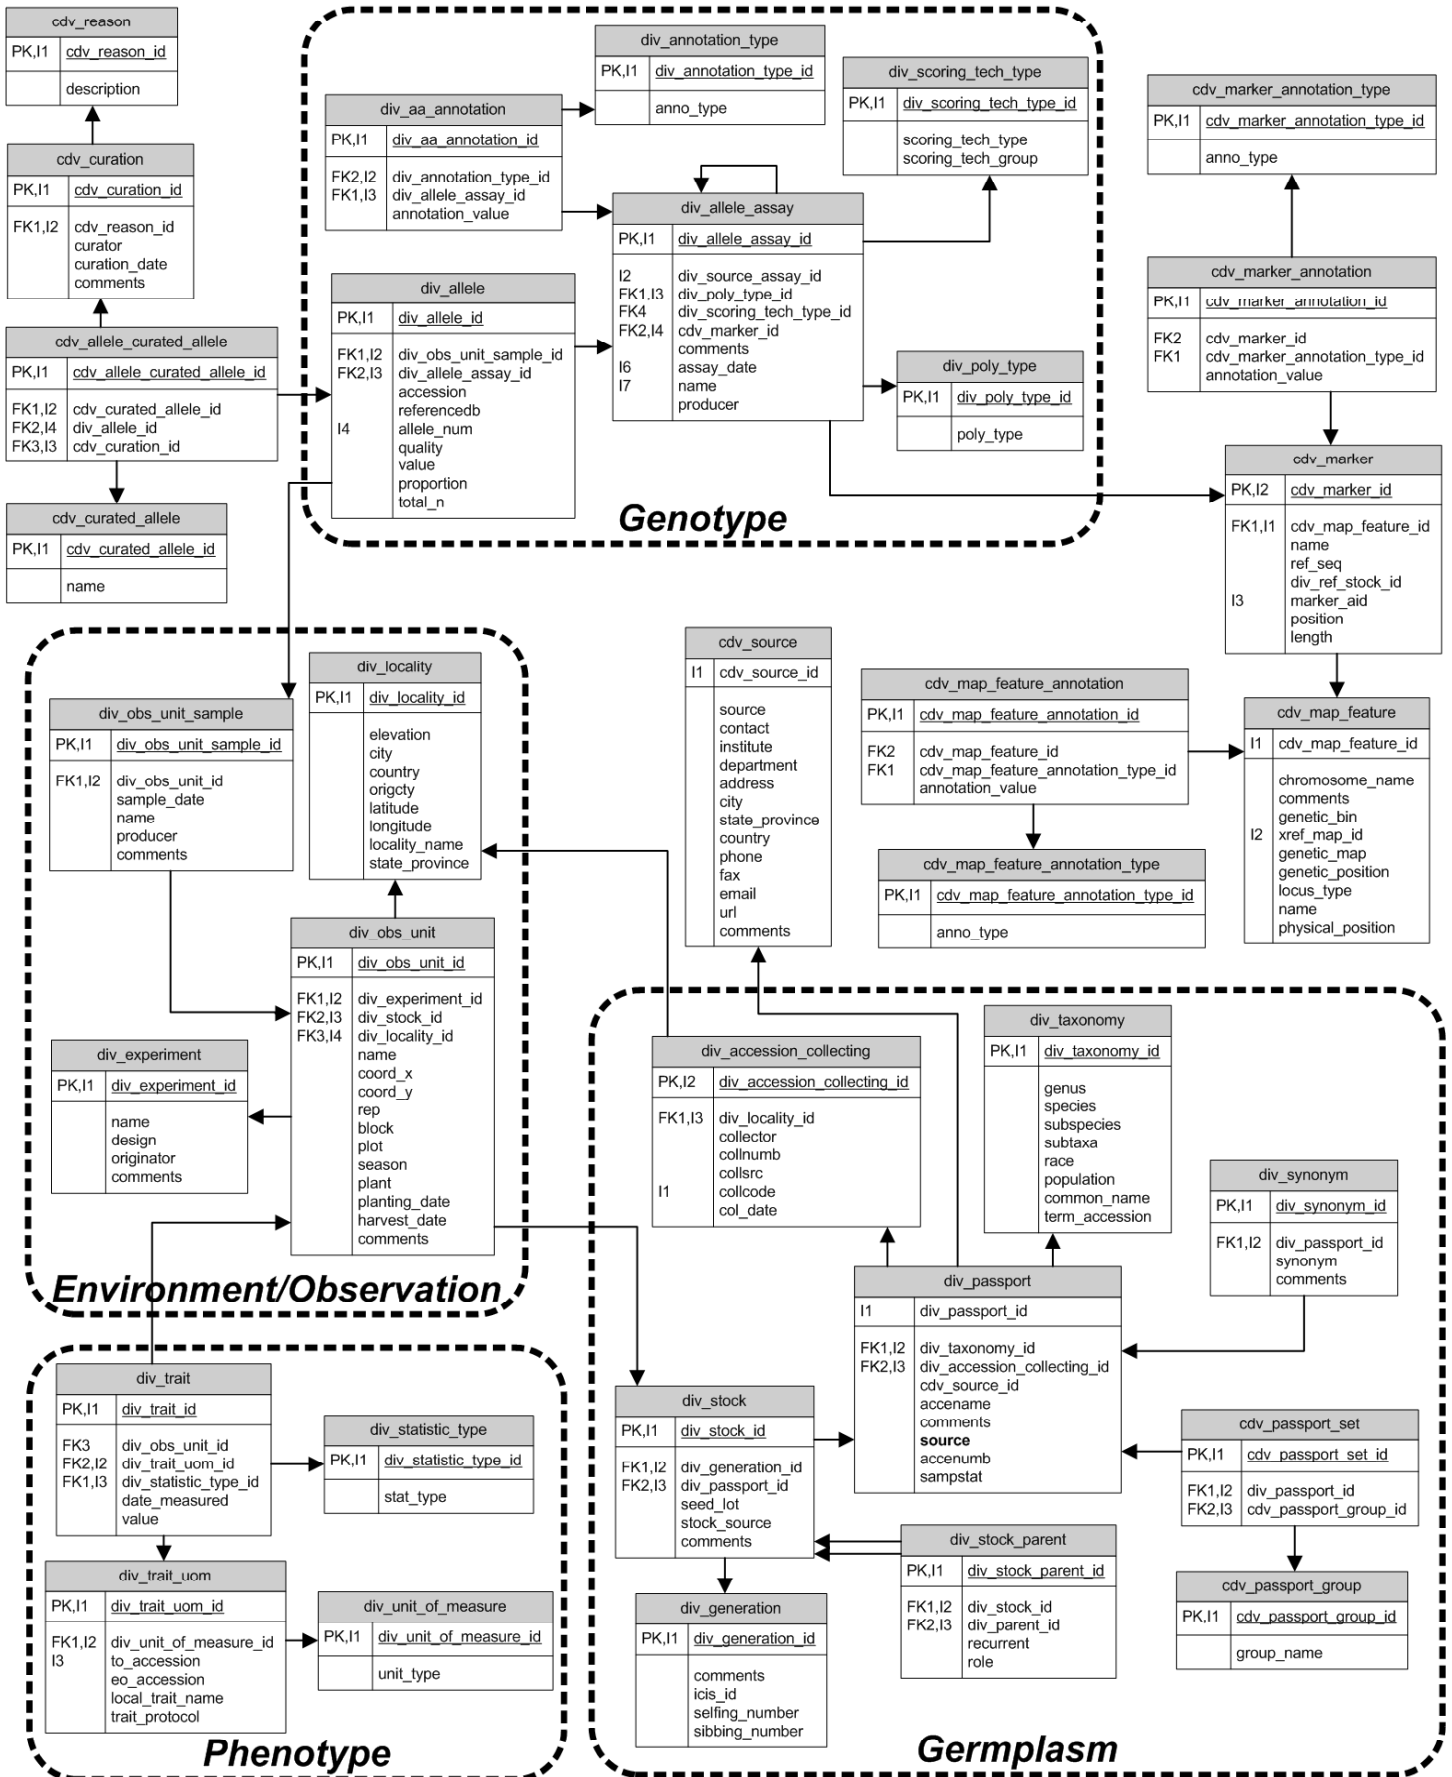 cdv_reason
PK,I1 cdv_reason_id
description
cdv_curation
PK,I1 cdv_curation_id
FK1,I2 cdv_reason_id
curator
curation_date
comments
cdv_allele_curated_allele
PK,I1 cdv_allele_curated_allele_id
FK1,I2 cdv_curated_allele_id
FK2,I4 div_allele_id
FK3,I3 cdv_curation_id
cdv_curated_allele
PK,I1 cdv_curated_allele_id
name
div_annotation_type
PK,I1 div_annotation_type_id
anno_type
div_scoring_tech_type
PK,I1 div_scoring_tech_type_id
scoring_tech_type
scoring_tech_group
div_aa_annotation
PK,I1 div_aa_annotation_id
FK2,I2 div_annotation_type_id
FK1,I3 div_allele_assay_id
annotation_value
div_allele_assay
PK,I1 div_allele_assay_id
I2 div_source_assay_id
FK1,I3 div_poly_type_id
FK4 div_scoring_tech_type_id
FK2,I4 cdv_marker_id
comments
I6 assay_date
I7 name
producer
div_allele
PK,I1 div_allele_id
FK1,I2 div_obs_unit_sample_id
FK2,I3 div_allele_assay_id
accession
referencedb
I4 allele_num
quality
value
proportion
total_n
div_poly_type
PK,I1 div_poly_type_id
poly_type
Genotype
cdv_marker_annotation_type
PK,I1 cdv_marker_annotation_type_id
anno_type
cdv_marker_annotation
PK,I1 cdv_marker_annotation_id
FK2 cdv_marker_id
FK1 cdv_marker_annotation_type_id
annotation_value
cdv_marker
PK,I2 cdv_marker_id
FK1,I1 cdv_map_feature_id
name
ref_seq
div_ref_stock_id
I3 marker_aid
position
length
cdv_map_feature
I1 cdv_map_feature_id
chromosome_name
comments
genetic_bin
I2 xref_map_id
genetic_map
genetic_position
locus_type
name
physical_position
cdv_map_feature_annotation
PK,I1 cdv_map_feature_annotation_id
FK2 cdv_map_feature_id
FK1 cdv_map_feature_annotation_type_id
annotation_value
cdv_map_feature_annotation_type
PK,I1 cdv_map_feature_annotation_type_id
anno_type
cdv_source
I1 cdv_source_id
source
contact
institute
department
address
city
state_province
country
phone
fax
email
url
comments
div_locality
PK,I1 div_locality_id
elevation
city
country
origcty
latitude
longitude
locality_name
state_province
div_obs_unit_sample
PK,I1 div_obs_unit_sample_id
FK1,I2 div_obs_unit_id
sample_date
name
producer
comments
div_obs_unit
PK,I1 div_obs_unit_id
FK1,I2 div_experiment_id
FK2,I3 div_stock_id
FK3,I4 div_locality_id
name
coord_x
coord_y
rep
block
plot
season
plant
planting_date
harvest_date
comments
div_experiment
PK,I1 div_experiment_id
name
design
originator
comments
Environment/Observation
div_trait
PK,I1 div_trait_id
FK3 div_obs_unit_id
FK2,I2 div_trait_uom_id
FK1,I3 div_statistic_type_id
date_measured
value
div_statistic_type
PK,I1 div_statistic_type_id
stat_type
div_trait_uom
PK,I1 div_trait_uom_id
FK1,I2 div_unit_of_measure_id
I3 to_accession
eo_accession
local_trait_name
trait_protocol
div_unit_of_measure
PK,I1 div_unit_of_measure_id
unit_type
Phenotype
div_accession_collecting
PK,I2 div_accession_collecting_id
FK1,I3 div_locality_id
collector
collnumb
collsrc
I1 collcode
col_date
div_taxonomy
PK,I1 div_taxonomy_id
genus
species
subspecies
subtaxa
race
population
common_name
term_accession
div_synonym
PK,I1 div_synonym_id
FK1,I2 div_passport_id
synonym
comments
div_passport
I1 div_passport_id
FK1,I2 div_taxonomy_id
FK2,I3 div_accession_collecting_id
cdv_source_id
accename
comments
source
accenumb
sampstat
div_stock
PK,I1 div_stock_id
FK1,I2 div_generation_id
FK2,I3 div_passport_id
seed_lot
stock_source
comments
cdv_passport_set
PK,I1 cdv_passport_set_id
FK1,I2 div_passport_id
FK2,I3 cdv_passport_group_id
div_stock_parent
PK,I1 div_stock_parent_id
FK1,I2 div_stock_id
FK2,I3 div_parent_id
recurrent
role
cdv_passport_group
PK,I1 cdv_passport_group_id
group_name
div_generation
PK,I1 div_generation_id
comments
icis_id
selfing_number
sibbing_number
Germplasm